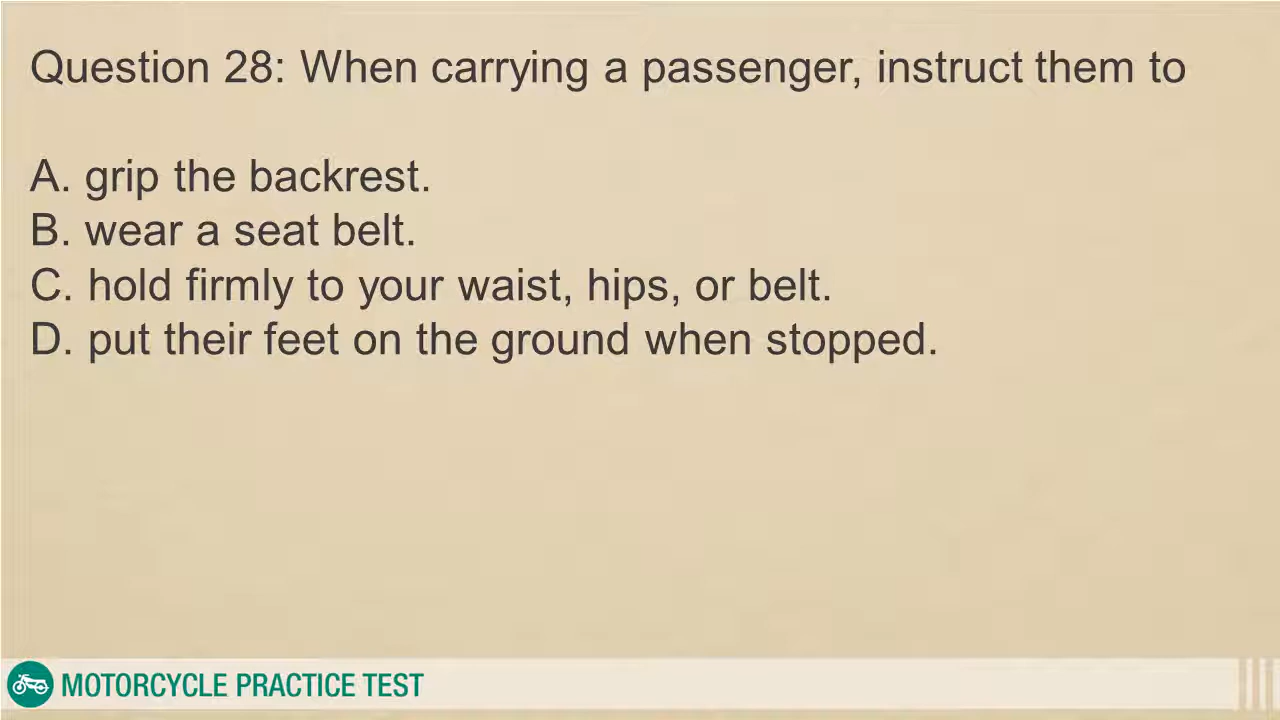 Question 28: When carrying a passenger, instruct them to
A. grip the backrest.
B. wear a seat belt.
C. hold firmly to your waist, hips, or belt.
D. put their feet on the ground when stopped.
MOTORCYCLE PRACTICE TEST